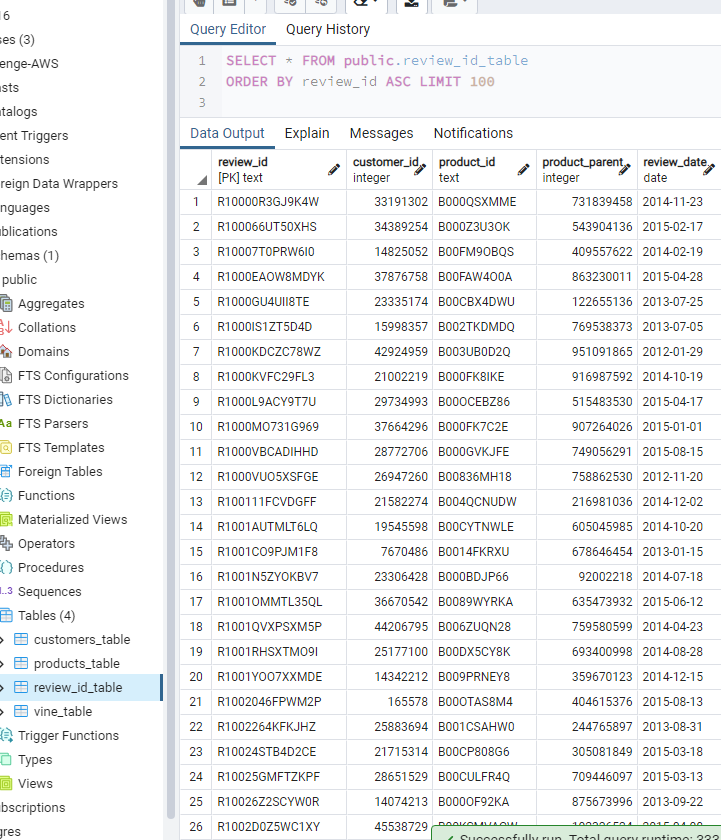 16
ses (3)
enge-AWS
sts
talogs
ent Triggers
tensions
reign Data Wrappers
nguages
ublications
hemas (1)
public
Aggregates
Collations
Domains
FTS Configurations
FTS Dictionaries
Aa FTS Parsers
FTS Templates
Foreign Tables
Functions
Materialized Views
Operators
Procedures
1..3 Sequences
Tables (4)
customers_table
products_table
review_id_table
vine_table
Trigger Functions
Types
Views
bscriptions
gres
Query Editor Query History
1 SELECT * FROM public.review_id_table
2 ORDER BY review_id ASC LIMIT 100
3
Data Output Explain Messages Notifications
review_id customer_id product_id product_parent review_date
[PK] text integer text integer date
1 R10000R3GJ9K4W 33191302 B000QSXMME 731839458 2014-11-23
2 R100066UT50XHS 34389254 B000Z3U3OK 543904136 2015-02-17
3 R10007T0PRW6I0 14825052 B00FM9OBQS 409557622 2014-02-19
4 R1000EAOW8MDYK 37876758 B00FAW4O0A 863230011 2015-04-28
5 R1000GU4UII8TE 23335174 B00CBX4DWU 122655136 2013-07-25
6 R1000IS1ZT5D4D 15998357 B002TKDMDQ 769538373 2013-07-05
7 R1000KDCZC78WZ 42924959 B003UB0D2Q 951091865 2012-01-29
8 R1000KVFC29FL3 21002219 B000FK8IKE 916987592 2014-10-19
9 R1000L9ACY9T7U 29734993 B00OCEBZ86 515483530 2015-04-17
10 R1000MO731G969 37664296 B000FK7C2E 907264026 2015-01-01
11 R1000VBCADIHHD 28772706 B000GVKJFE 749056291 2015-08-15
12 R1000VUO5XSFGE 26947260 B00836MH18 758862530 2012-11-20
13 R100111FCVDGFF 21582274 B004QCNUDW 216981036 2014-12-02
14 R1001AUTMLT6LQ 19545598 B00CYTNWLE 605045985 2014-10-20
15 R1001CO9PJM1F8 7670486 B0014FKRXU 678646454 2013-01-15
16 R1001N5ZYOKBV7 23306428 B000BDJP66 92002218 2014-07-18
17 R1001OMMTL35QL 36670542 B0089WYRKA 635473932 2015-06-12
18 R1001QVXPSXM5P 44206795 B006ZUQN28 759580599 2014-04-23
19 R1001RHSXTMO9I 25177100 B00DX5CY8K 693400998 2014-08-28
20 R1001YOO7XXMDE 14342212 B009PRNEY8 359670123 2014-12-15
21 R1002046FPWM2P 165578 B00OTAS8M4 404615376 2015-08-13
22 R1002264KFKJHZ 25883694 B001CSAHW0 244765897 2013-08-31
23 R10024STB4D2CE 21715314 B00CP808G6 305081849 2015-03-18
24 R10025GMFTZKPF 28651529 B00CULFR4Q 709446097 2015-03-13
25 R10026Z2SCYW0R 14074213 B000OF92KA 875673996 2013-09-22
26 R1002D0Z5WC1XY 45538729
Successfully run. Total query runtime: 333